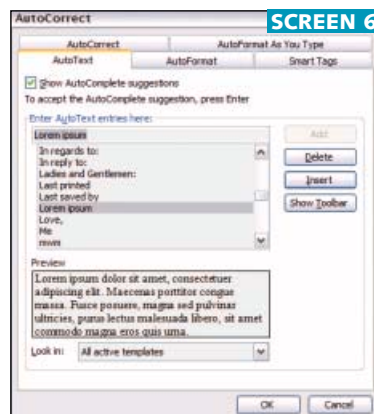 AutoCorrect
SCREEN 6
AutoCorrect AutoFormat As You Type
AutoText AutoFormat Smart Tags
Show AutoComplete suggestions
To accept the AutoComplete suggestion, press Enter
Enter AutoText entries here:
Lorem ipsum Add
In regards to:
In reply to: Delete
Ladies and Gentlemen:
Last printed Insert
Last saved by
Lorem ipsum Show Toolbar
Love,
Me
Preview
Lorem ipsum dolor sit amet, consectetuer
adipiscing elit. Maecenas porttitor congue
massa. Fusce posuere, magna sed pulvinar
ultricies, purus lectus malesuada libero, sit amet
commodo magna eros quis urna.
Look in: All active templates
OK Cancel